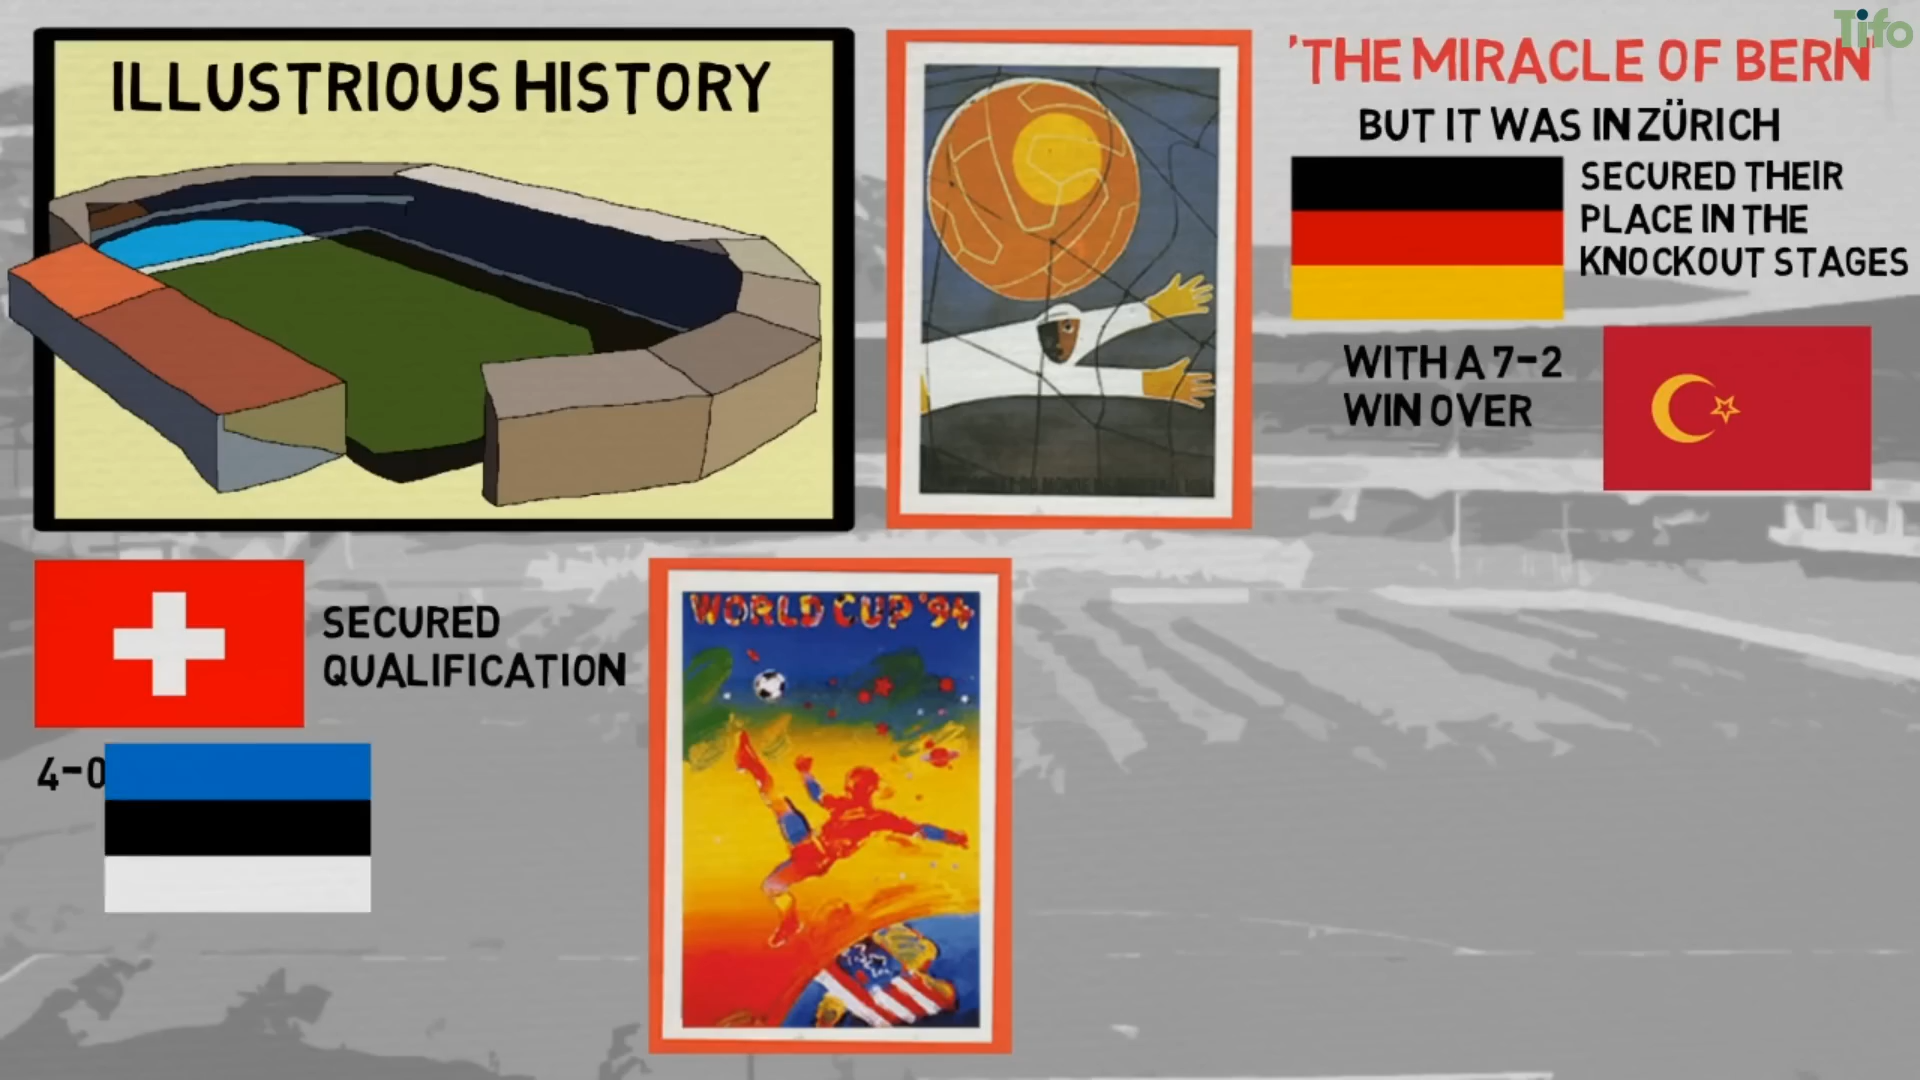 Tifo
ILLUSTRIOUS HISTORY
'THE MIRACLE OF BERN'
BUT IT WAS IN ZÜRICH
SECURED THEIR
PLACE IN THE
KNOCKOUT STAGES
WITH A 7-2
WIN OVER
SECURED
QUALIFICATION
4-0
WORLD CUP '94